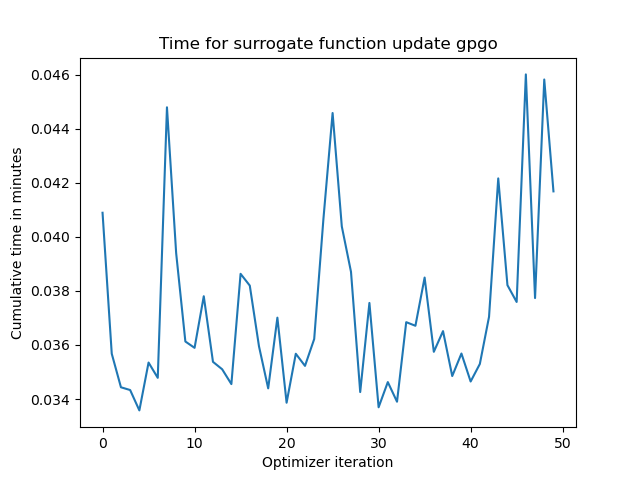 Time for surrogate function update gpgo
0.046
0.044
0.042
0.040
0.038
0.036
0.034
Cumulative time in minutes
0 10 20 30 40 50
Optimizer iteration